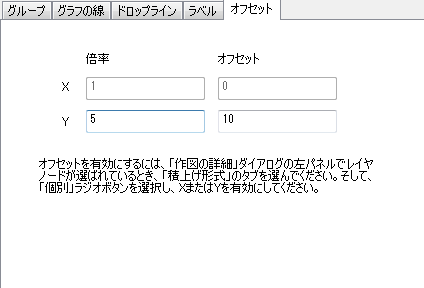 グループ グラフの線 ドロップライン ラベル オフセット
倍率 オフセット
X 1 0
Y 5 10
オフセットを有効にするには、「作図の詳細」ダイアログの左パネルでレイヤ
ノードが選ばれているとき、「積上げ形式」のタブを選んでください。そして、
「個別」ラジオボタンを選択し、XまたはYを有効にしてください。